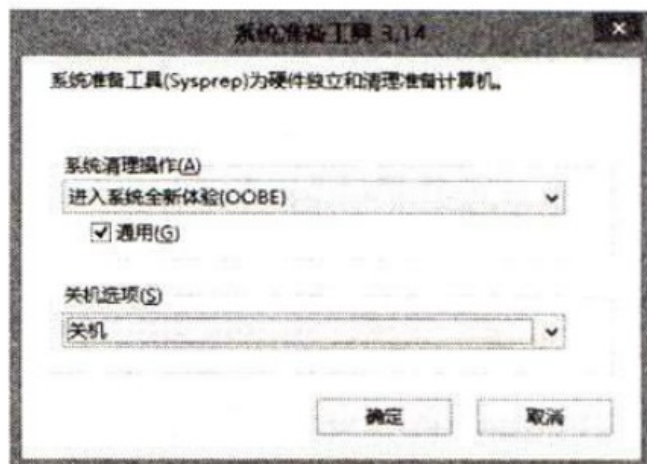 系统准备工具 3.14
系统准备工具(Sysprep)为硬件独立和清理准备计算机。
系统清理操作(A)
进入系统全新体验(OOBE)
通用(G)
关机选项(S)
关机
确定
取消